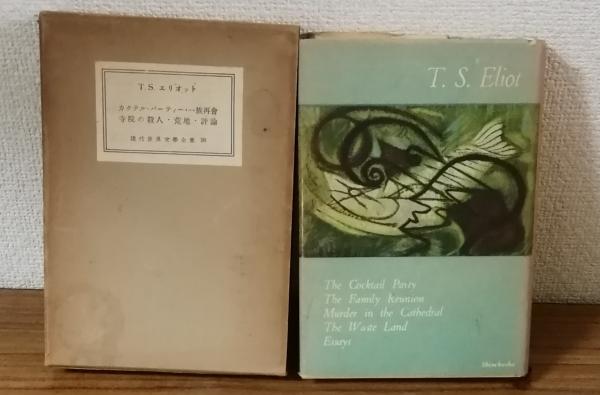 T.S.エリオット
カクテル・パーティー・一族再會
寺院の殺人・荒地・評論
現代世界文學全集 26
T. S. Eliot
The Cocktail Party
The Family Reunion
Murder in the Cathedral
The Waste Land
Essays
Shinchosha